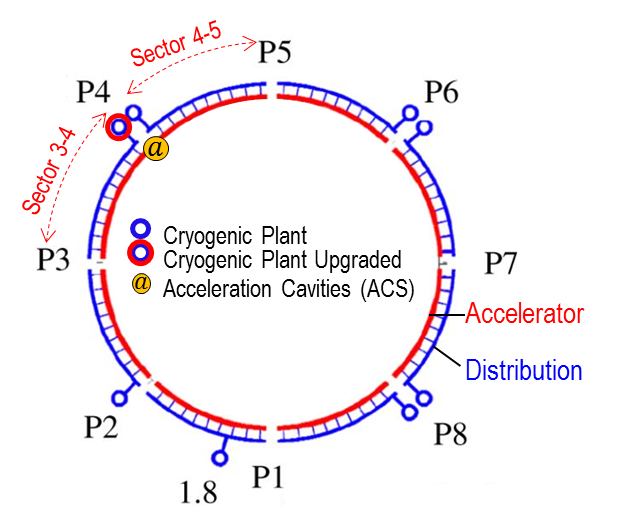 Sector 4-5
P5
P4
P6
a
Sector 3-4
Cryogenic Plant
Cryogenic Plant Upgraded
a Acceleration Cavities (ACS)
P3
P7
Accelerator
Distribution
P2
P8
1.8
P1